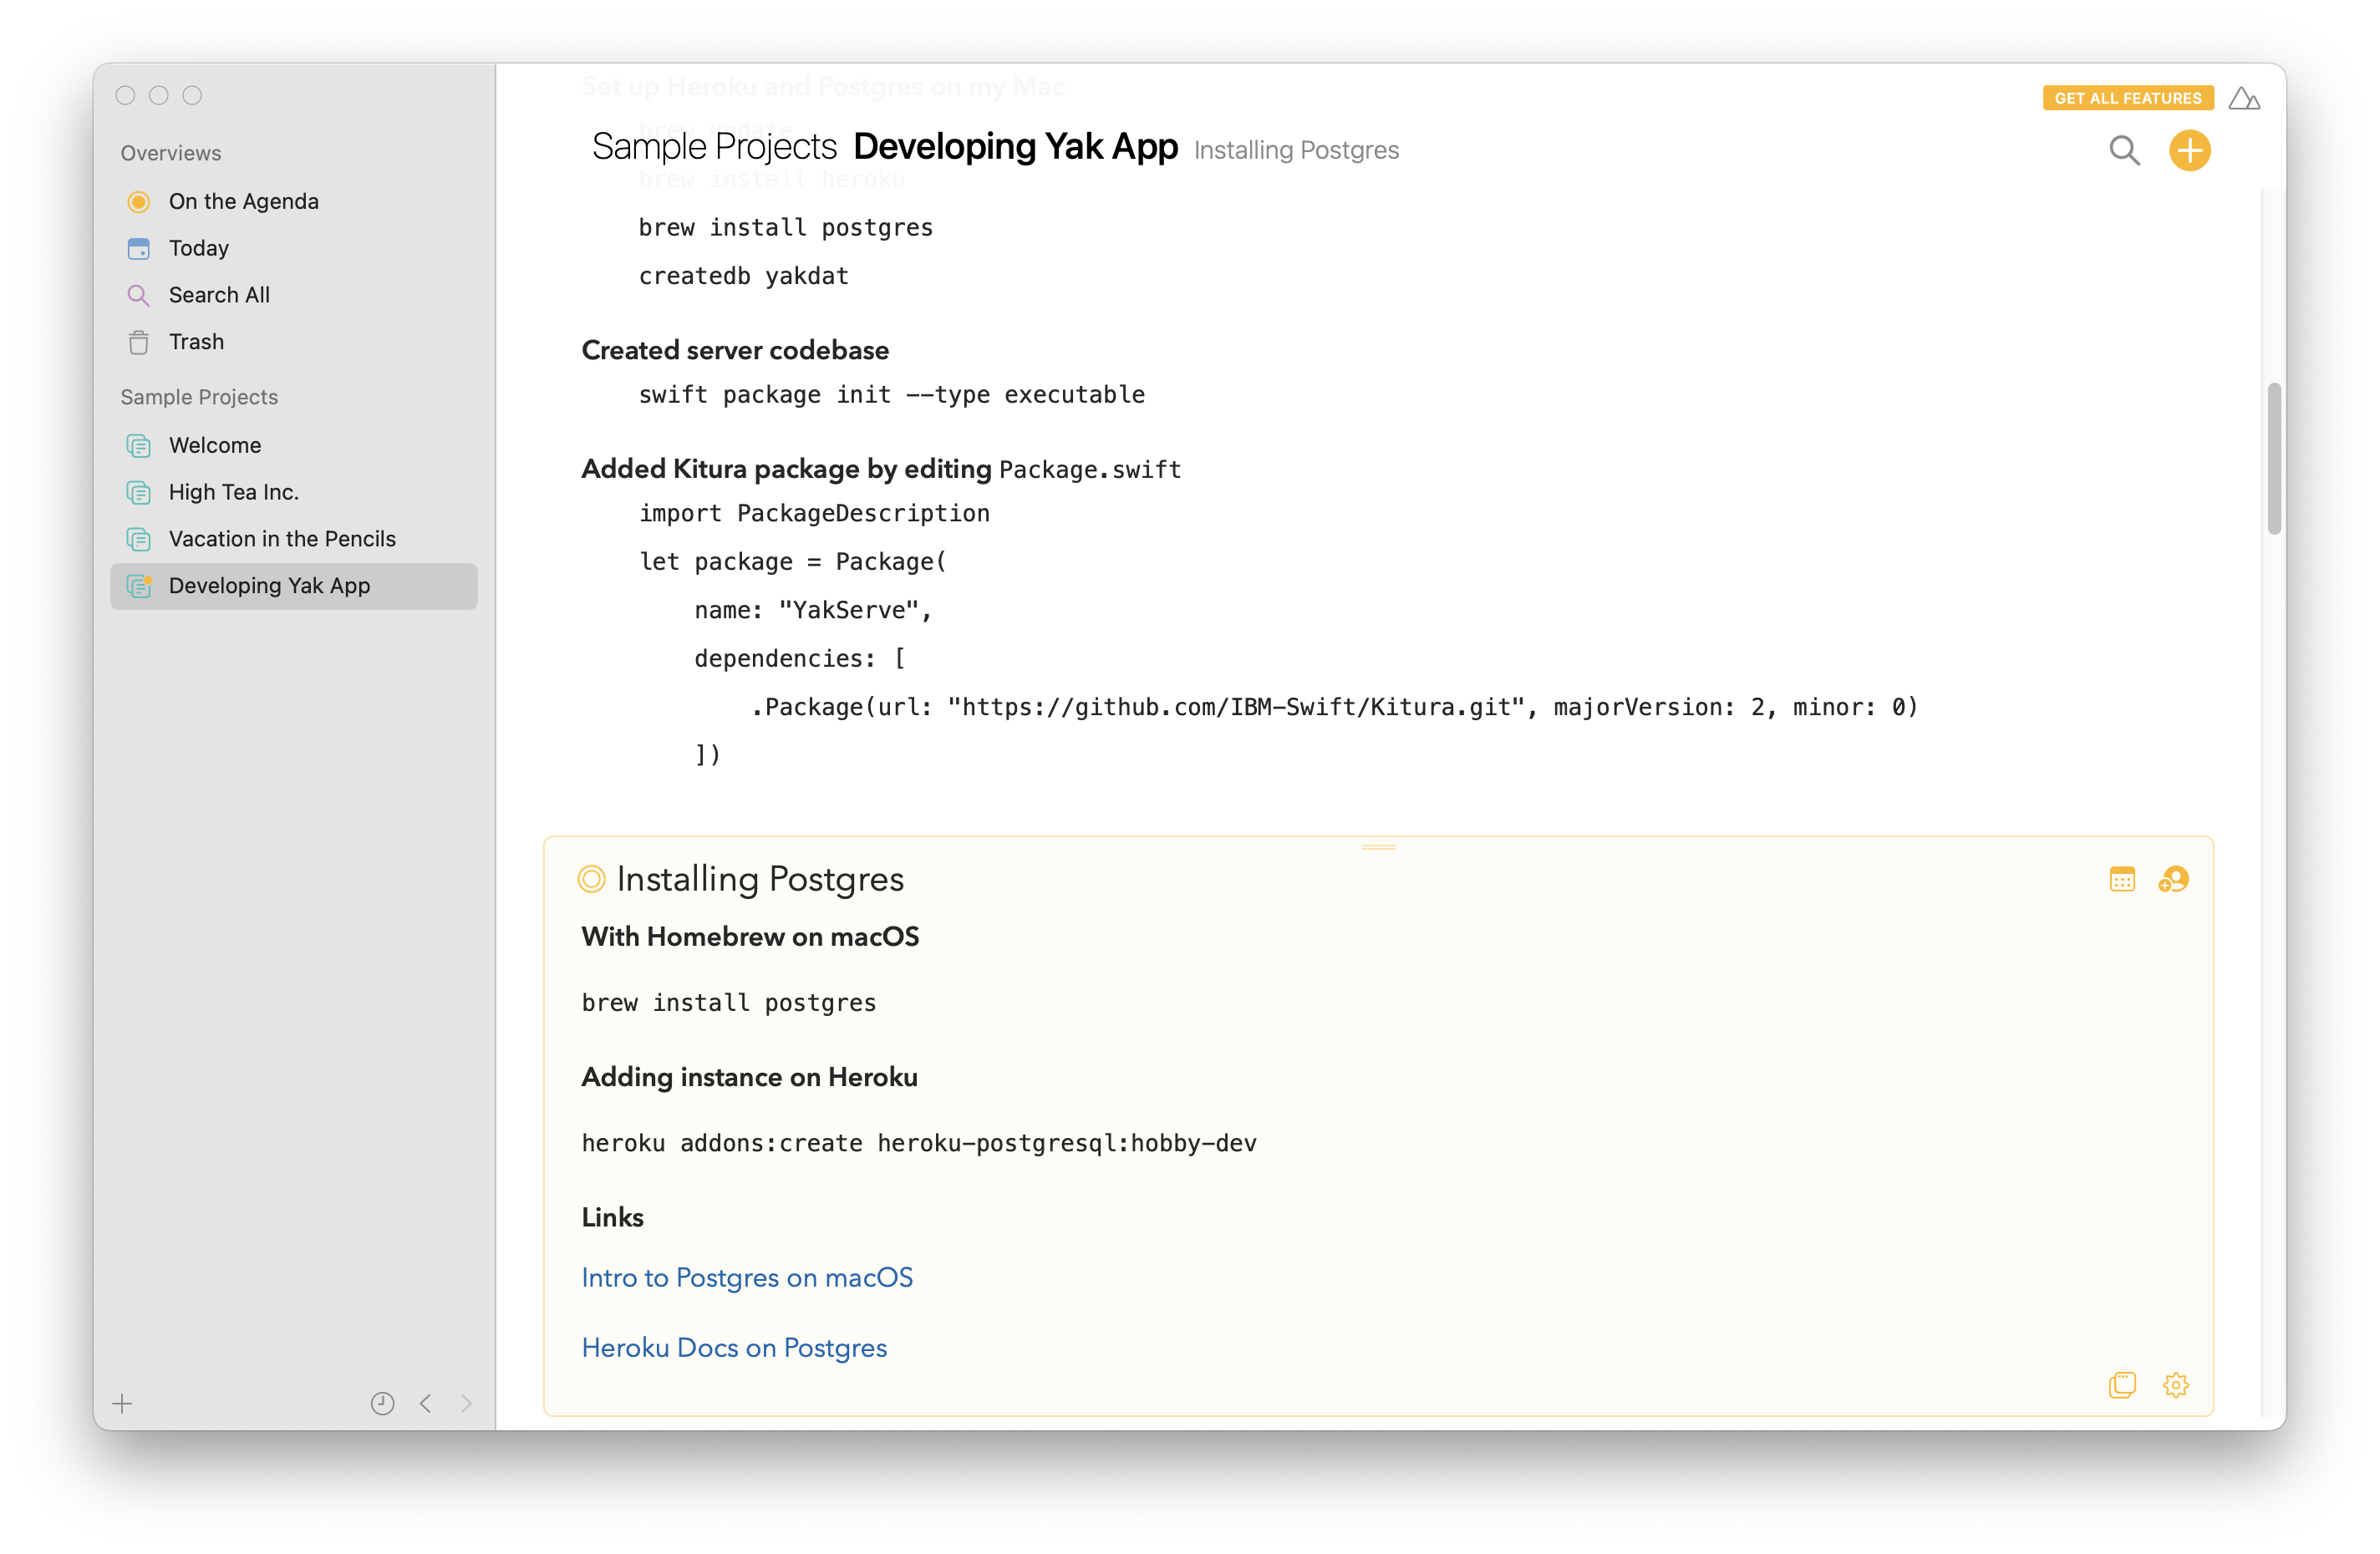 Overviews
On the Agenda
Today
Search All
Trash
Sample Projects
Welcome
High Tea Inc.
Vacation in the Pencils
Developing Yak App
GET ALL FEATURES
Set up Heroku and Postgres on my Mac
brew update
Sample Projects Developing Yak App Installing Postgres
brew install heroku
brew install postgres
createdb yakdat
Created server codebase
swift package init --type executable
Added Kitura package by editing Package.swift
import PackageDescription
let package = Package(
name: "YakServe",
dependencies: [
.Package(url: "https://github.com/IBM-Swift/Kitura.git", majorVersion: 2, minor: 0)
])
Installing Postgres
With Homebrew on macOS
brew install postgres
Adding instance on Heroku
heroku addons:create heroku-postgresql:hobby-dev
Links
Intro to Postgres on macOS
Heroku Docs on Postgres